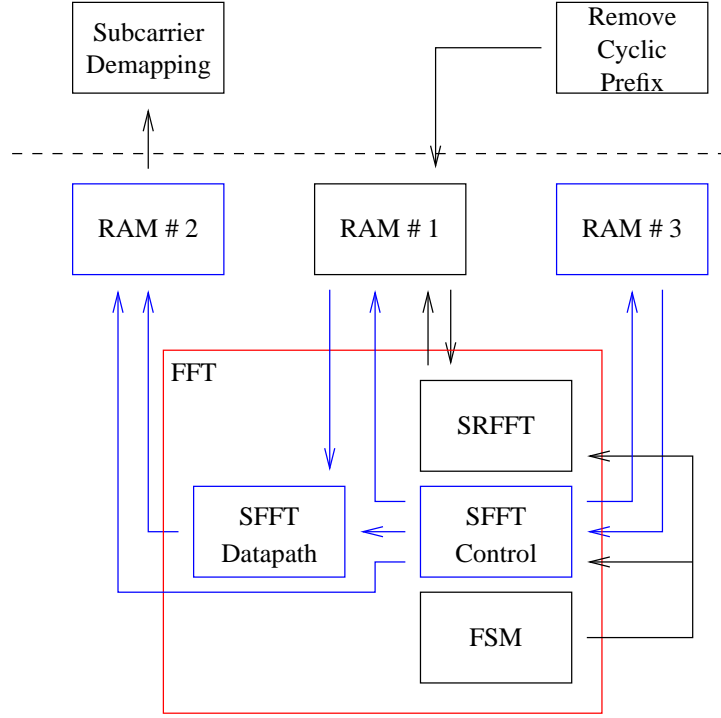 Subcarrier
Demapping
Remove
Cyclic
Prefix
RAM # 2
RAM # 1
RAM # 3
FFT
SRFFT
SFFT
Datapath
SFFT
Control
FSM